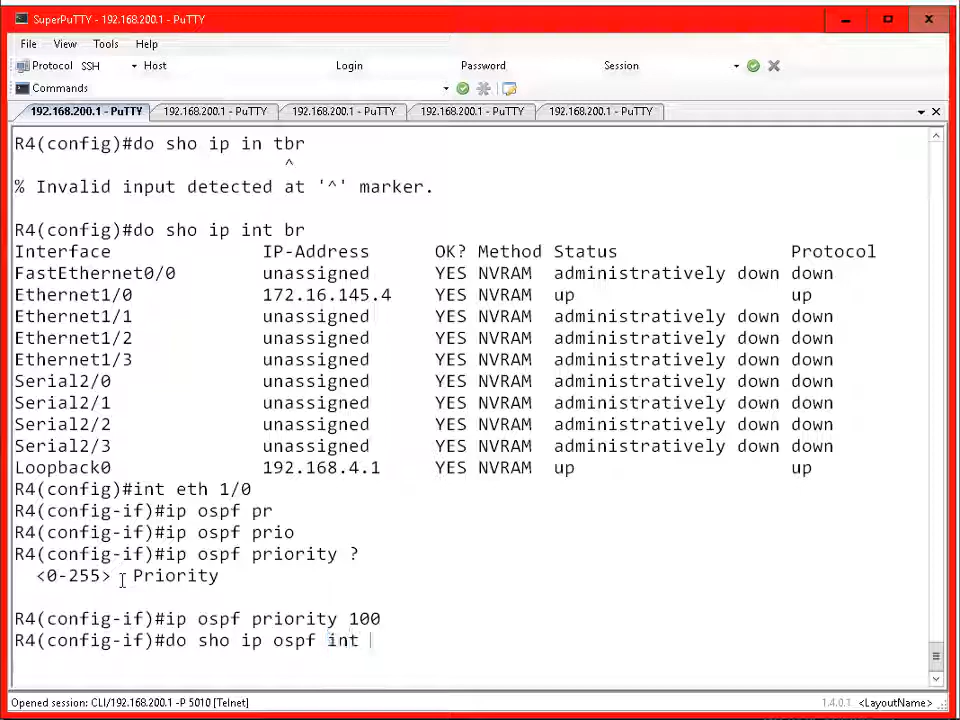 SuperPuTTY - 192.168.200.1 - PuTTY
File View Tools Help
Protocol SSH Host Login Password Session
Commands
192.168.200.1 - PuTTY 192.168.200.1 - PuTTY 192.168.200.1 - PuTTY 192.168.200.1 - PuTTY 192.168.200.1 - PuTTY
R4(config)#do sho ip in tbr
^
% Invalid input detected at '^' marker.
R4(config)#do sho ip int br
Interface IP-Address OK? Method Status Protocol
FastEthernet0/0 unassigned YES NVRAM administratively down down
Ethernet1/0 172.16.145.4 YES NVRAM up up
Ethernet1/1 unassigned YES NVRAM administratively down down
Ethernet1/2 unassigned YES NVRAM administratively down down
Ethernet1/3 unassigned YES NVRAM administratively down down
Serial2/0 unassigned YES NVRAM administratively down down
Serial2/1 unassigned YES NVRAM administratively down down
Serial2/2 unassigned YES NVRAM administratively down down
Serial2/3 unassigned YES NVRAM administratively down down
Loopback0 192.168.4.1 YES NVRAM up up
R4(config)#int eth 1/0
R4(config-if)#ip ospf pr
R4(config-if)#ip ospf prio
R4(config-if)#ip ospf priority ?
<0-255> Priority
R4(config-if)#ip ospf priority 100
R4(config-if)#do sho ip ospf int
Opened session: CLI/192.168.200.1 -P 5010 [Telnet] 1.4.0.1 <LayoutName>